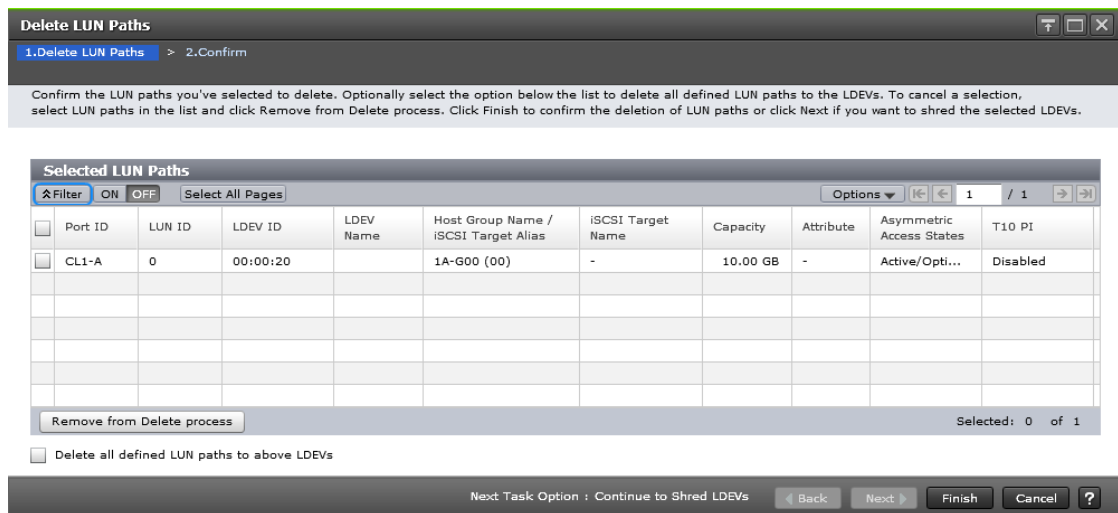 Delete LUN Paths
1.Delete LUN Paths > 2.Confirm
Confirm the LUN paths you've selected to delete. Optionally select the option below the list to delete all defined LUN paths to the LDEVs. To cancel a selection,
select LUN paths in the list and click Remove from Delete process. Click Finish to confirm the deletion of LUN paths or click Next if you want to shred the selected LDEVs.
Selected LUN Paths
Filter ON OFF Select All Pages Options 1 / 1
Port ID LUN ID LDEV ID LDEV Name Host Group Name / iSCSI Target Alias iSCSI Target Name Capacity Attribute Asymmetric Access States T10 PI
CL1-A 0 00:00:20 1A-G00 (00) - 10.00 GB - Active/Opti... Disabled
Remove from Delete process Selected: 0 of 1
Delete all defined LUN paths to above LDEVs
Next Task Option : Continue to Shred LDEVs Back Next Finish Cancel ?